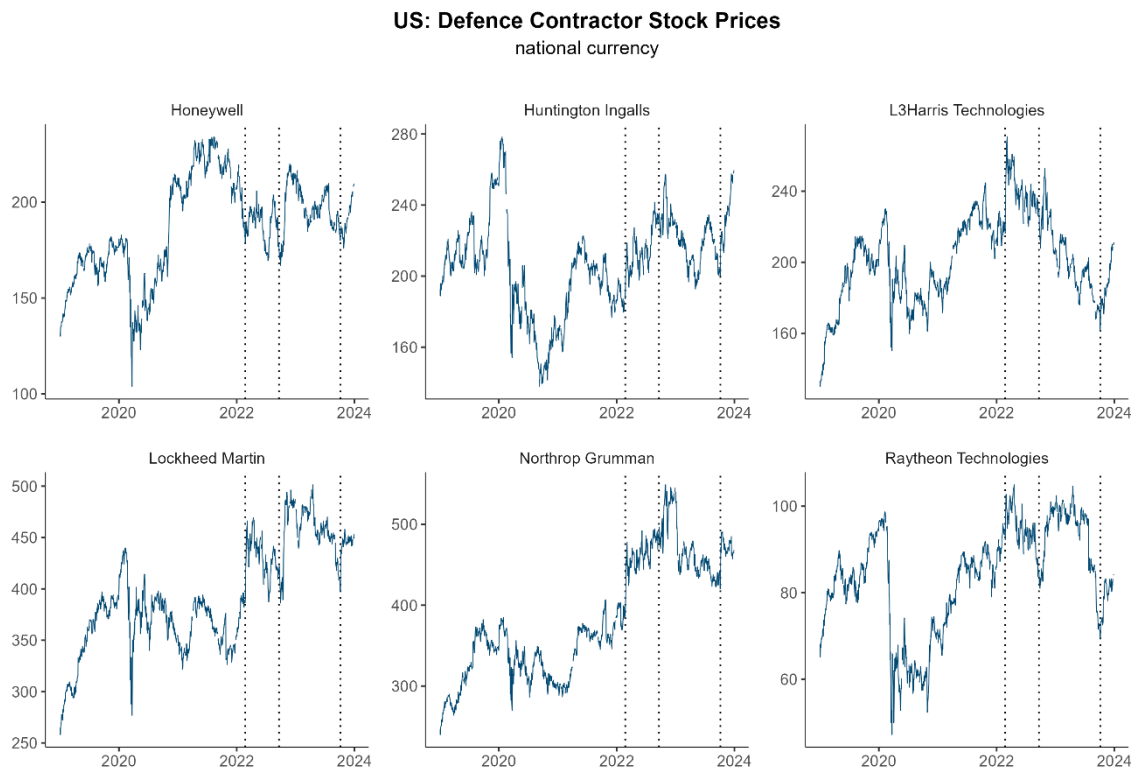 US: Defence Contractor Stock Prices
national currency
Honeywell
200
150
100
2020 2022 2024
Huntington Ingalls
280
240
200
160
2020 2022 2024
L3Harris Technologies
240
200
160
2020 2022 2024
Lockheed Martin
500
450
400
350
300
250
2020 2022 2024
Northrop Grumman
500
400
300
2020 2022 2024
Raytheon Technologies
100
80
60
2020 2022 2024